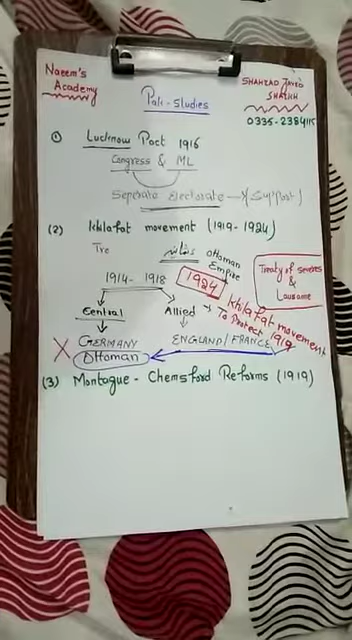 Naeem's
Academy
SHAHZAD Javed
SHAIKH
0335-2384115
Pak-Studies
(1) Lucknow Pact 1916
Congress & ML
Seperate Electorate → (Support)
(2) Khilafat movement (1919-1924)
Tre
عثمانیہ Ottoman
Empire
1914-1918
1924
Treaty of severes
&
Lausanne
Central
Allied → To Protect 1919
Khilafat movement
X GERMANY
ENGLAND/FRANCE
Ottoman
(3) Montague - Chemsford Reforms (1919)